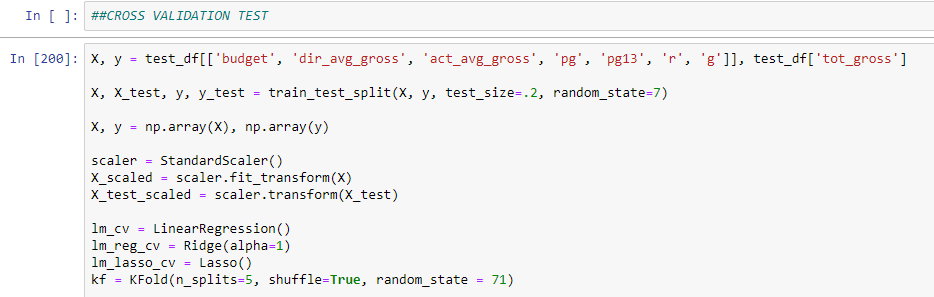 In [ ]: ##CROSS VALIDATION TEST
In [200]: X, y = test_df[['budget', 'dir_avg_gross', 'act_avg_gross', 'pg', 'pg13', 'r', 'g']], test_df['tot_gross']
X, X_test, y, y_test = train_test_split(X, y, test_size=.2, random_state=7)
X, y = np.array(X), np.array(y)
scaler = StandardScaler()
X_scaled = scaler.fit_transform(X)
X_test_scaled = scaler.transform(X_test)
lm_cv = LinearRegression()
lm_reg_cv = Ridge(alpha=1)
lm_lasso_cv = Lasso()
kf = KFold(n_splits=5, shuffle=True, random_state = 71)